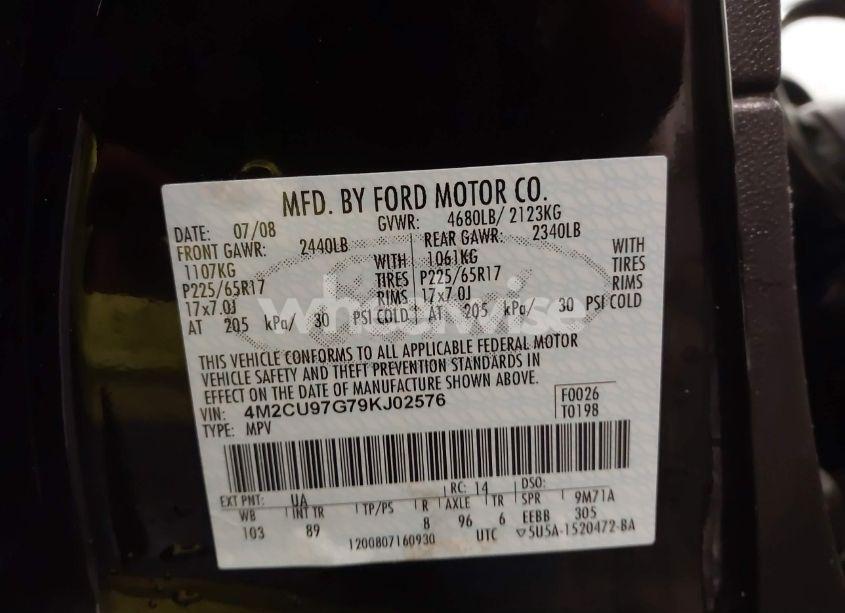 MFD. BY FORD MOTOR CO.
DATE: 07/08 GVWR: 4680LB/ 2123KG
FRONT GAWR: 2440LB REAR GAWR: 2340LB
1107KG WITH 1061KG WITH
P225/65R17 TIRES P225/65R17 TIRES
17x7.0J RIMS 17x7.0J RIMS
AT 205 kPa/ 30 PSI COLD AT 205 kPa/ 30 PSI COLD
wheelwise
THIS VEHICLE CONFORMS TO ALL APPLICABLE FEDERAL MOTOR
VEHICLE SAFETY AND THEFT PREVENTION STANDARDS IN
EFFECT ON THE DATE OF MANUFACTURE SHOWN ABOVE.
VIN: 4M2CU97G79KJ02576 F0026
TYPE: MPV T0198
EXT PNT: UA RC: 14 DSO:
WB INT TR TP/PS R AXLE TR SPR 9M71A
103 89 8 96 6 EEBB 305
1200807160930 UTC ▽5U5A-1520472-BA